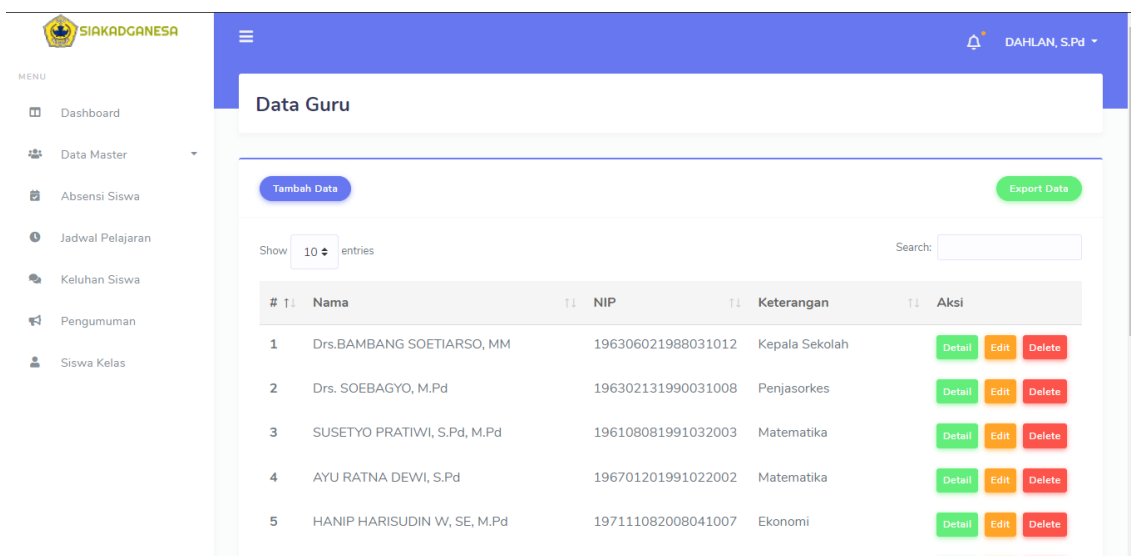 SIAKADGANESA
DAHLAN, S.Pd
MENU
Dashboard
Data Master
Absensi Siswa
Jadwal Pelajaran
Keluhan Siswa
Pengumuman
Siswa Kelas
Data Guru
Tambah Data
Export Data
Show 10 entries
Search:
# Nama NIP Keterangan Aksi
1 Drs.BAMBANG SOETIARSO, MM 196306021988031012 Kepala Sekolah Detail Edit Delete
2 Drs. SOEBAGYO, M.Pd 196302131990031008 Penjasorkes Detail Edit Delete
3 SUSETYO PRATIWI, S.Pd, M.Pd 196108081991032003 Matematika Detail Edit Delete
4 AYU RATNA DEWI, S.Pd 196701201991022002 Matematika Detail Edit Delete
5 HANIP HARISUDIN W, SE, M.Pd 197111082008041007 Ekonomi Detail Edit Delete